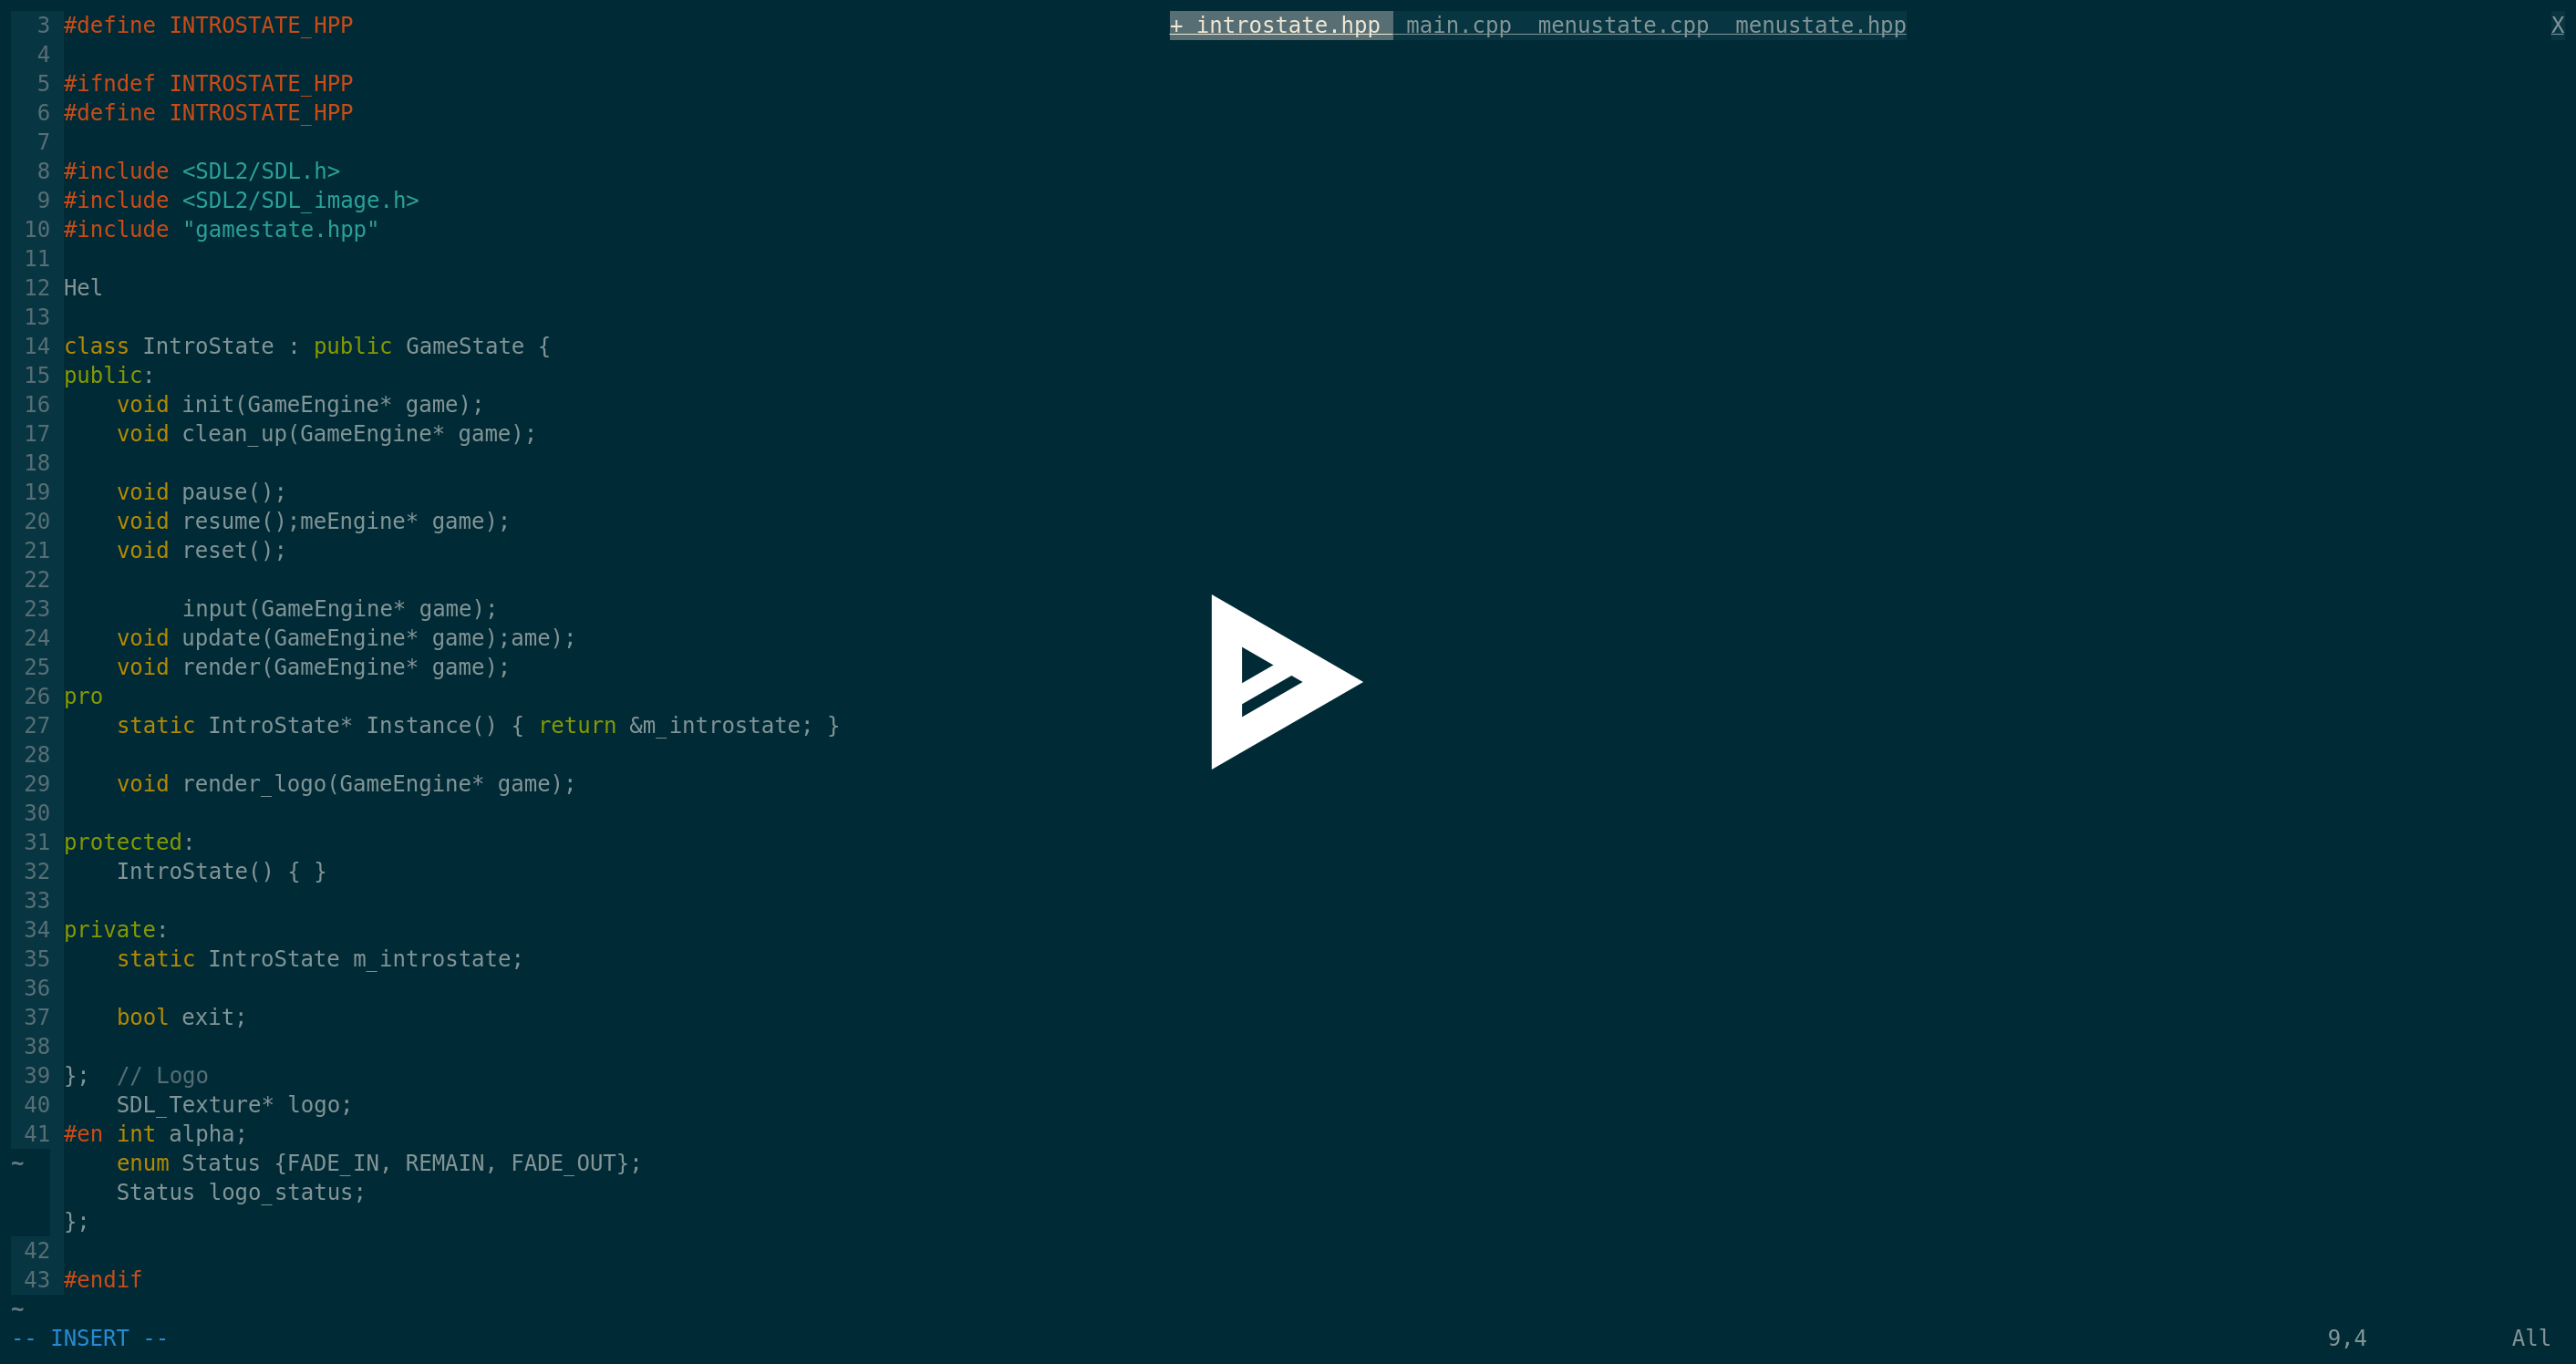 3 #define INTROSTATE_HPP + introstate.hpp  main.cpp  menustate.cpp  menustate.hpp X
4
5 #ifndef INTROSTATE_HPP
6 #define INTROSTATE_HPP
7
8 #include <SDL2/SDL.h>
9 #include <SDL2/SDL_image.h>
10 #include "gamestate.hpp"
11
12 Hel
13
14 class IntroState : public GameState {
15 public:
16     void init(GameEngine* game);
17     void clean_up(GameEngine* game);
18
19     void pause();
20     void resume();meEngine* game);
21     void reset();
22
23          input(GameEngine* game);
24     void update(GameEngine* game);ame);
25     void render(GameEngine* game);
26 pro
27     static IntroState* Instance() { return &m_introstate; }
28
29     void render_logo(GameEngine* game);
30
31 protected:
32     IntroState() { }
33
34 private:
35     static IntroState m_introstate;
36
37     bool exit;
38
39 };  // Logo
40     SDL_Texture* logo;
41 #en int alpha;
~       enum Status {FADE_IN, REMAIN, FADE_OUT};
        Status logo_status;
    };
42
43 #endif
~
-- INSERT -- 9,4 All